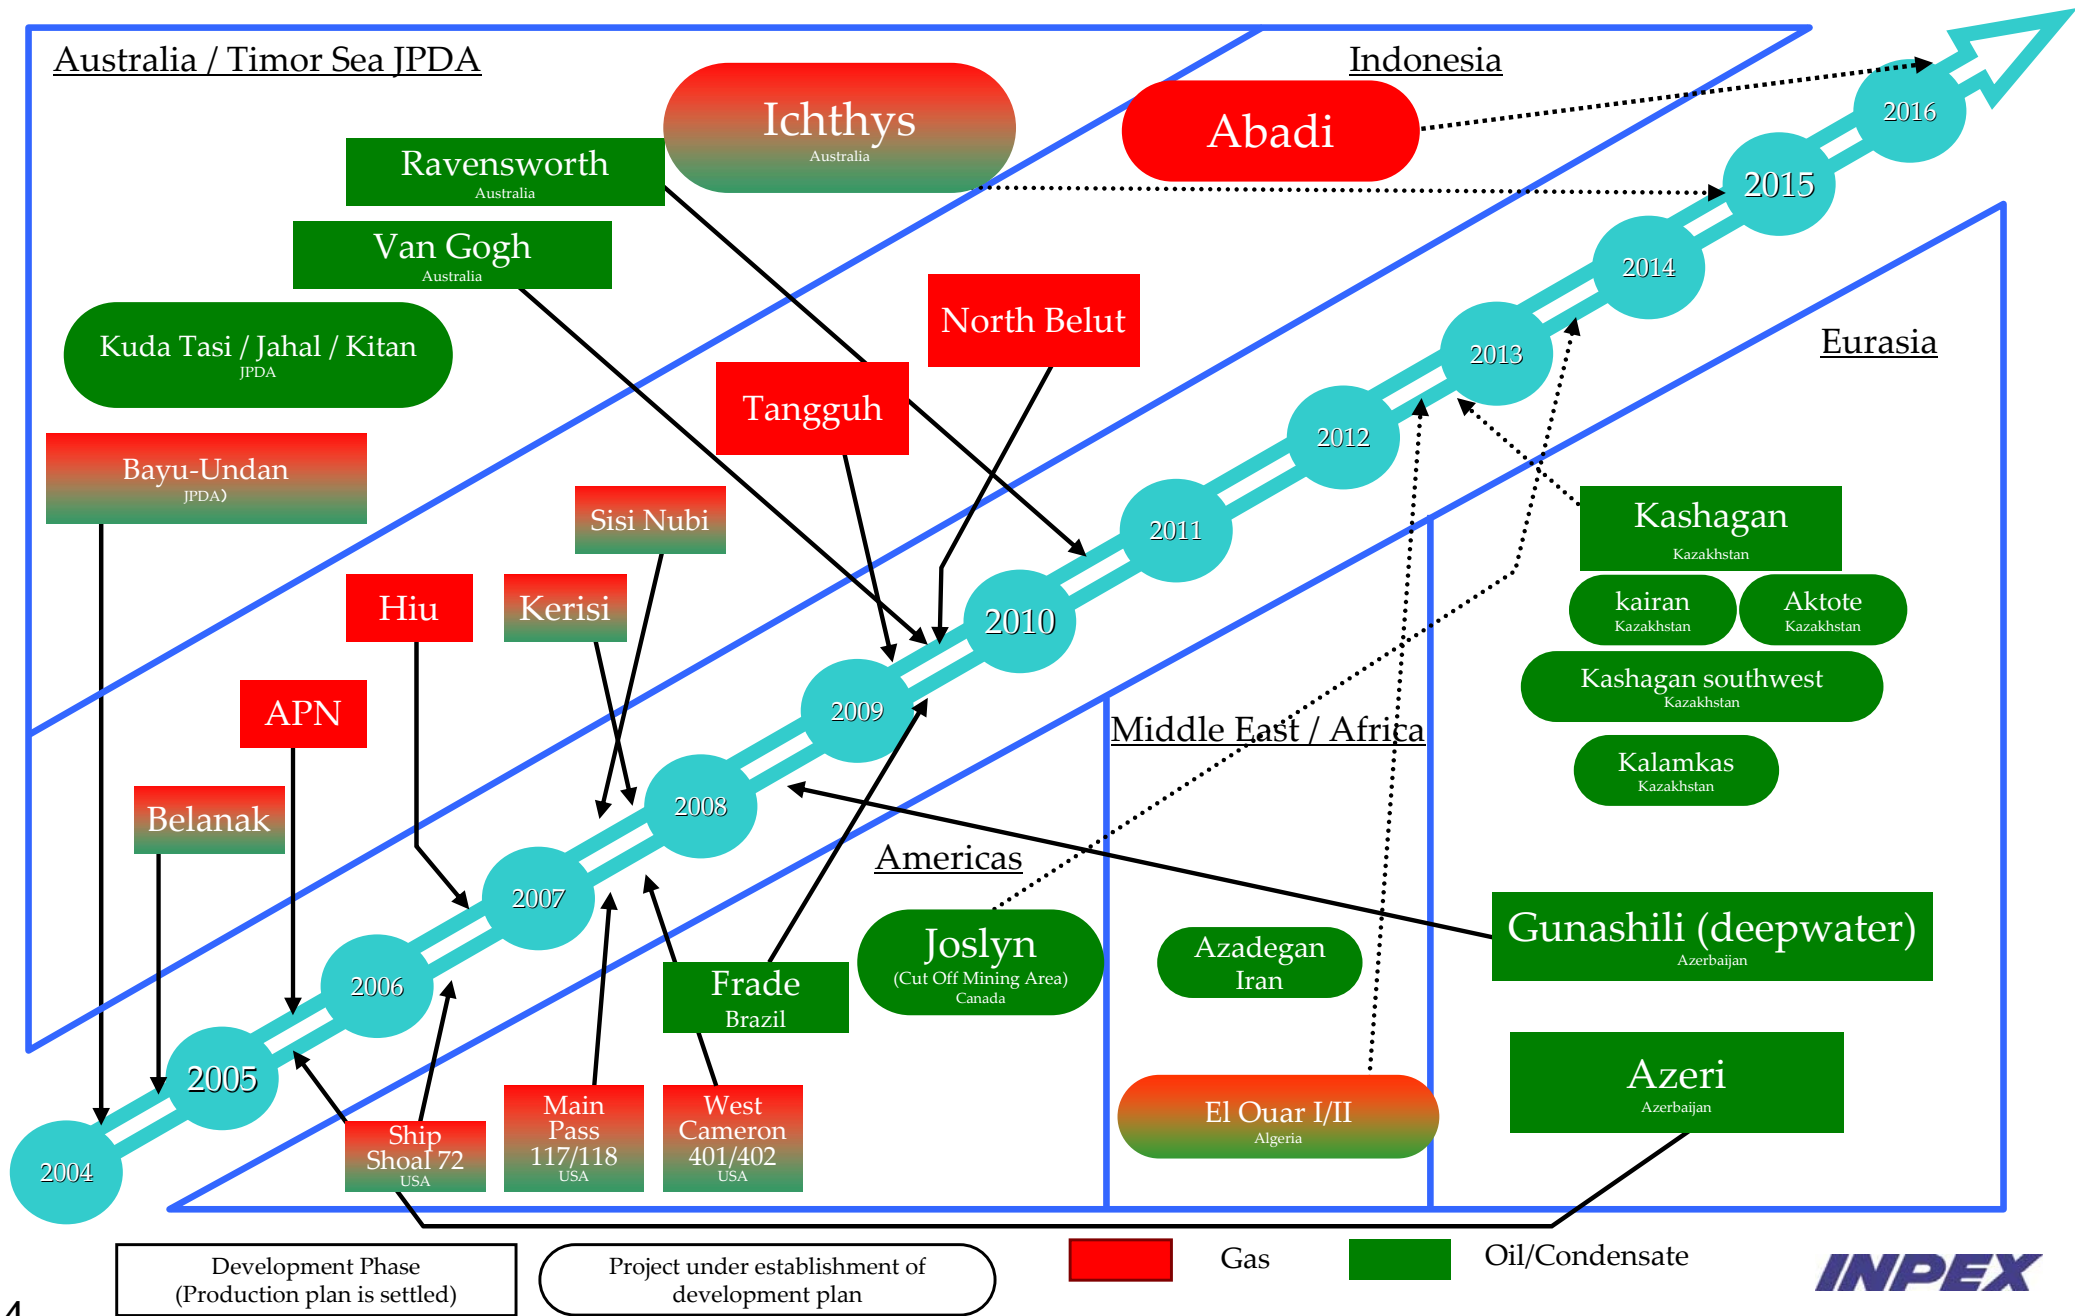 Australia / Timor Sea JPDA
Indonesia
Ichthys
Australia
Abadi
2016
Ravensworth
Australia
2015
Van Gogh
Australia
2014
North Belut
Kuda Tasi / Jahal / Kitan
JPDA
2013
Eurasia
Tangguh
2012
Bayu-Undan
JPDA)
Sisi Nubi
2011
Kashagan
Kazakhstan
Hiu
Kerisi
2010
kairan
Kazakhstan
Aktote
Kazakhstan
Kashagan southwest
Kazakhstan
APN
2009
Middle East / Africa
Kalamkas
Kazakhstan
Belanak
2008
Americas
2007
Joslyn
(Cut Off Mining Area)
Canada
Azadegan
Iran
Gunashili (deepwater)
Azerbaijan
2006
Frade
Brazil
2005
Azeri
Azerbaijan
Ship
Shoal 72
USA
Main
Pass
117/118
USA
West
Cameron
401/402
USA
El Ouar I/II
Algeria
2004
Development Phase
(Production plan is settled)
Project under establishment of
development plan
Gas
Oil/Condensate
INPEX
4